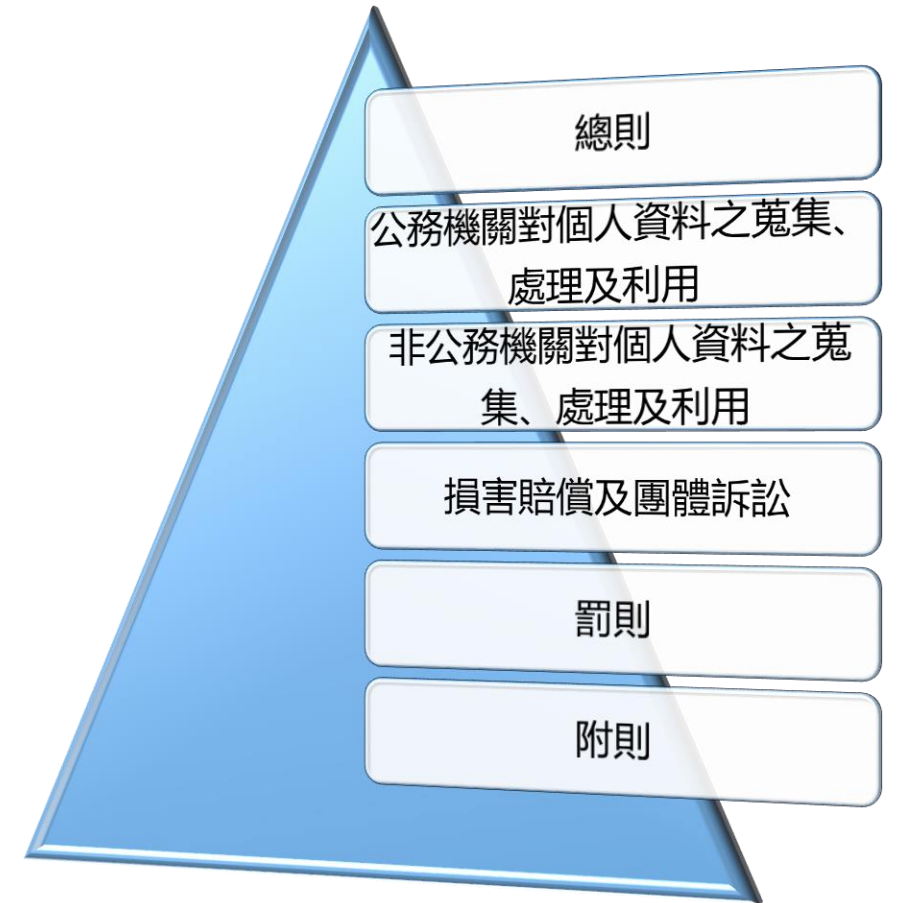 總則
公務機關對個人資料之蒐集、
處理及利用
非公務機關對個人資料之蒐
集、處理及利用
損害賠償及團體訴訟
罰則
附則